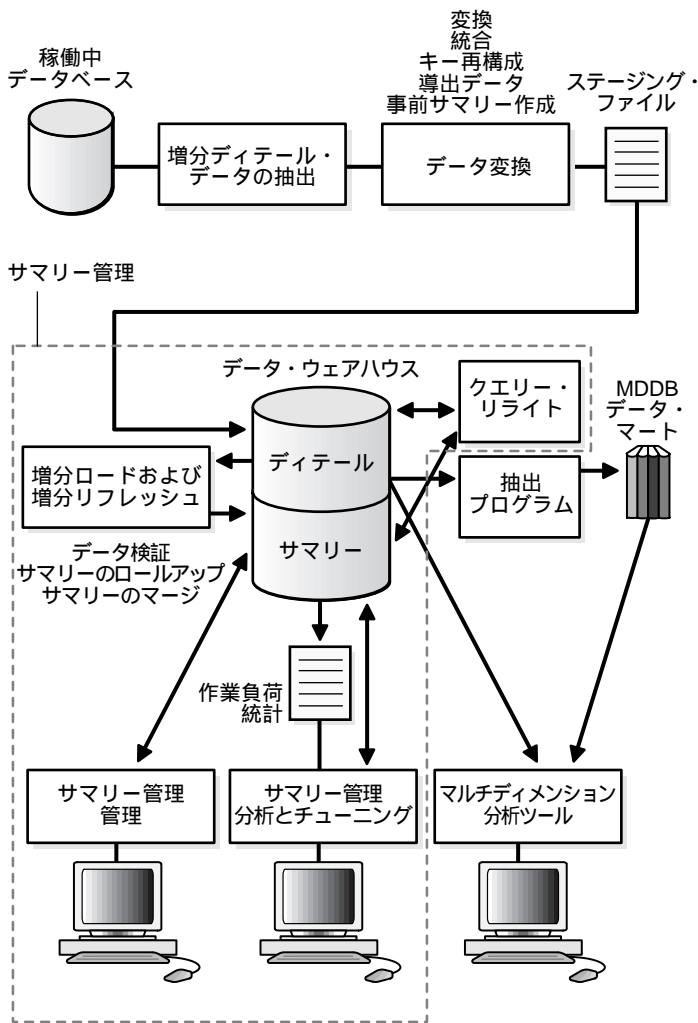 稼働中
データベース
増分ディテール・
データの抽出
変換
統合
キー再構成
導出データ
事前サマリー作成
データ変換
ステージング・
ファイル
サマリー管理
データ・ウェアハウス
ディテール
サマリー
クエリー・
リライト
MDDB
データ・
マート
増分ロードおよび
増分リフレッシュ
抽出
プログラム
データ検証
サマリーのロールアップ
サマリーのマージ
作業負荷
統計
サマリー管理
管理
サマリー管理
分析とチューニング
マルチディメンション
分析ツール